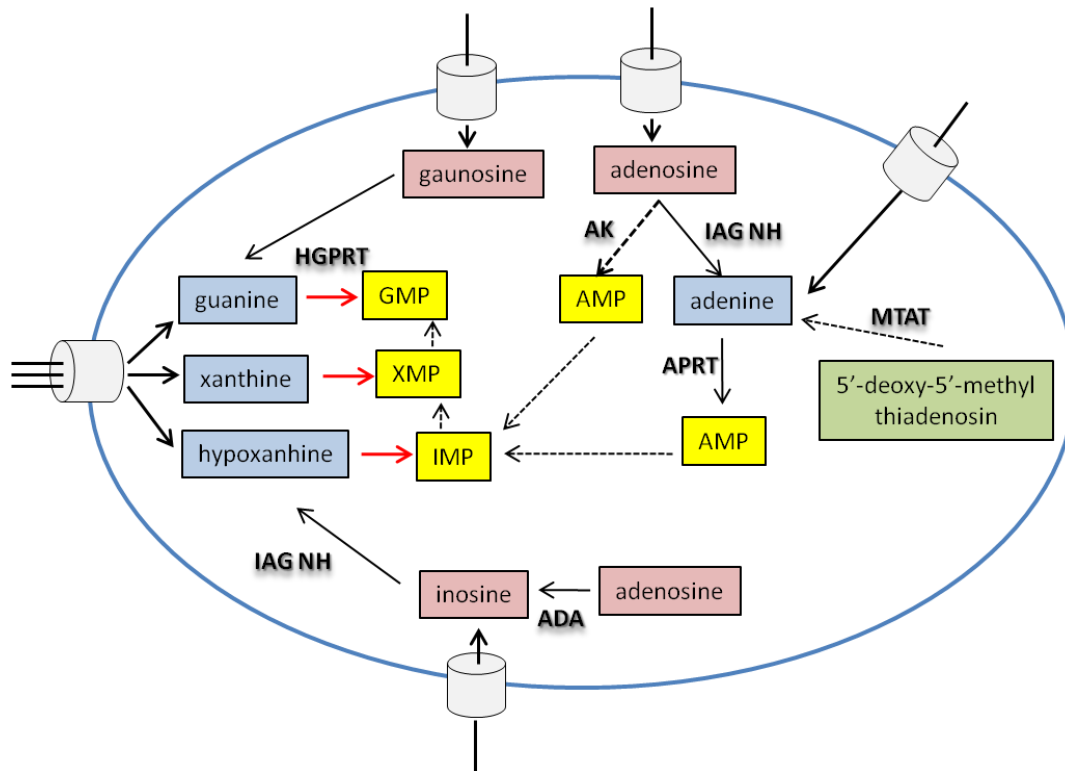 gaunosine
adenosine
AK
IAG NH
HGPRT
guanine
GMP
AMP
adenine
MTAT
xanthine
XMP
APRT
5’-deoxy-5’-methyl
thiadenosin
hypoxanhine
IMP
AMP
IAG NH
inosine
adenosine
ADA